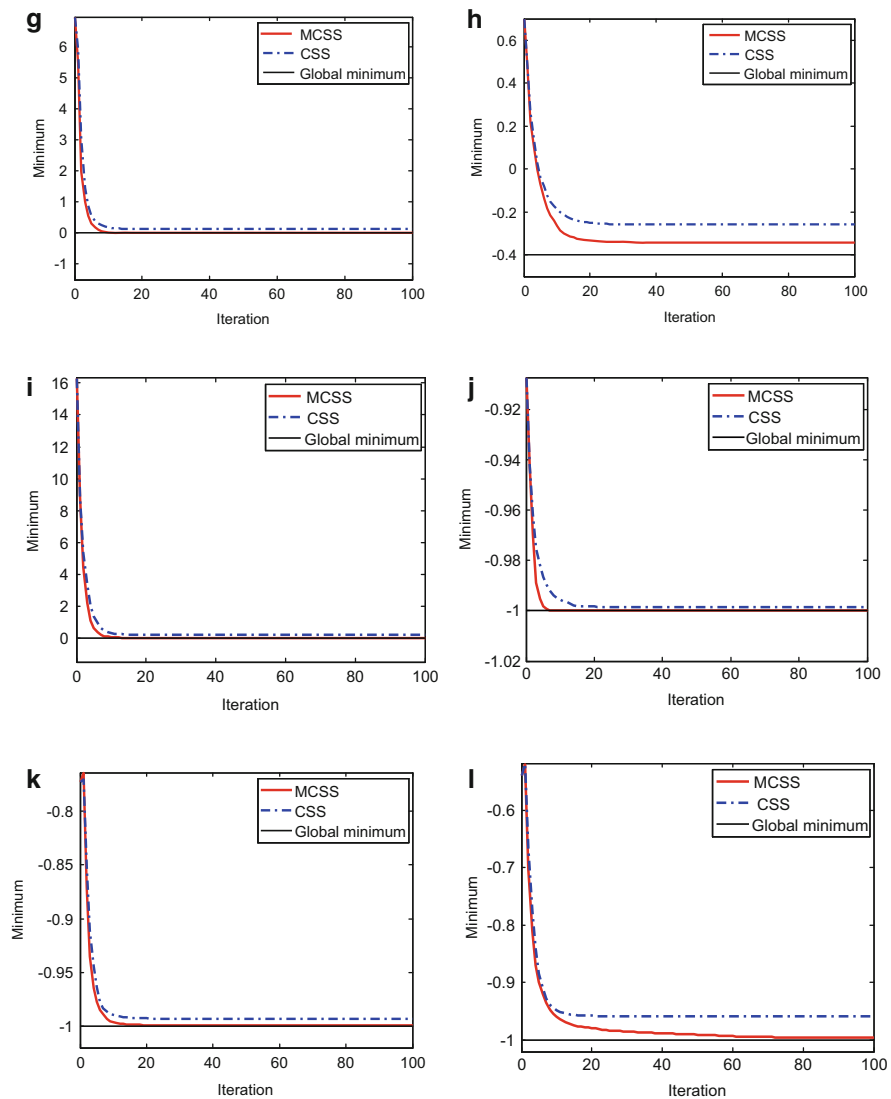 g
MCSS
CSS
Global minimum
6
5
4
3
2
1
0
-1
Minimum
0 20 40 60 80 100
Iteration
h
MCSS
CSS
Global minimum
0.6
0.4
0.2
0
-0.2
-0.4
Minimum
0 20 40 60 80 100
Iteration
i
MCSS
CSS
Global minimum
16
14
12
10
8
6
4
2
0
Minimum
0 20 40 60 80 100
Iteration
j
MCSS
CSS
Global minimum
-0.92
-0.94
-0.96
-0.98
-1
-1.02
Minimum
0 20 40 60 80 100
Iteration
k
MCSS
CSS
Global minimum
-0.8
-0.85
-0.9
-0.95
-1
Minimum
0 20 40 60 80 100
Iteration
l
MCSS
CSS
Global minimum
-0.6
-0.7
-0.8
-0.9
-1
Minimum
0 20 40 60 80 100
Iteration